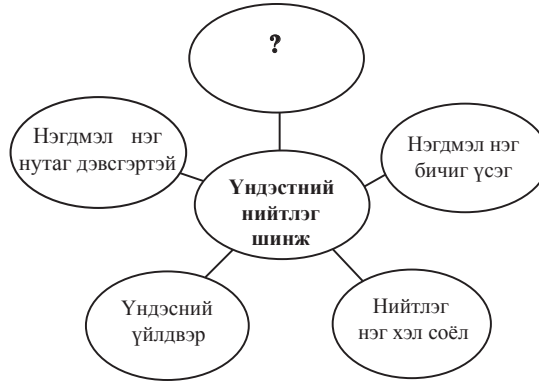 ?
Нэгдмэл нэг
нутаг дэвсгэртэй
Нэгдмэл нэг
бичиг үсэг
Үндэстний
нийтлэг
шинж
Үндэсний
үйлдвэр
Нийтлэг
нэг хэл соёл